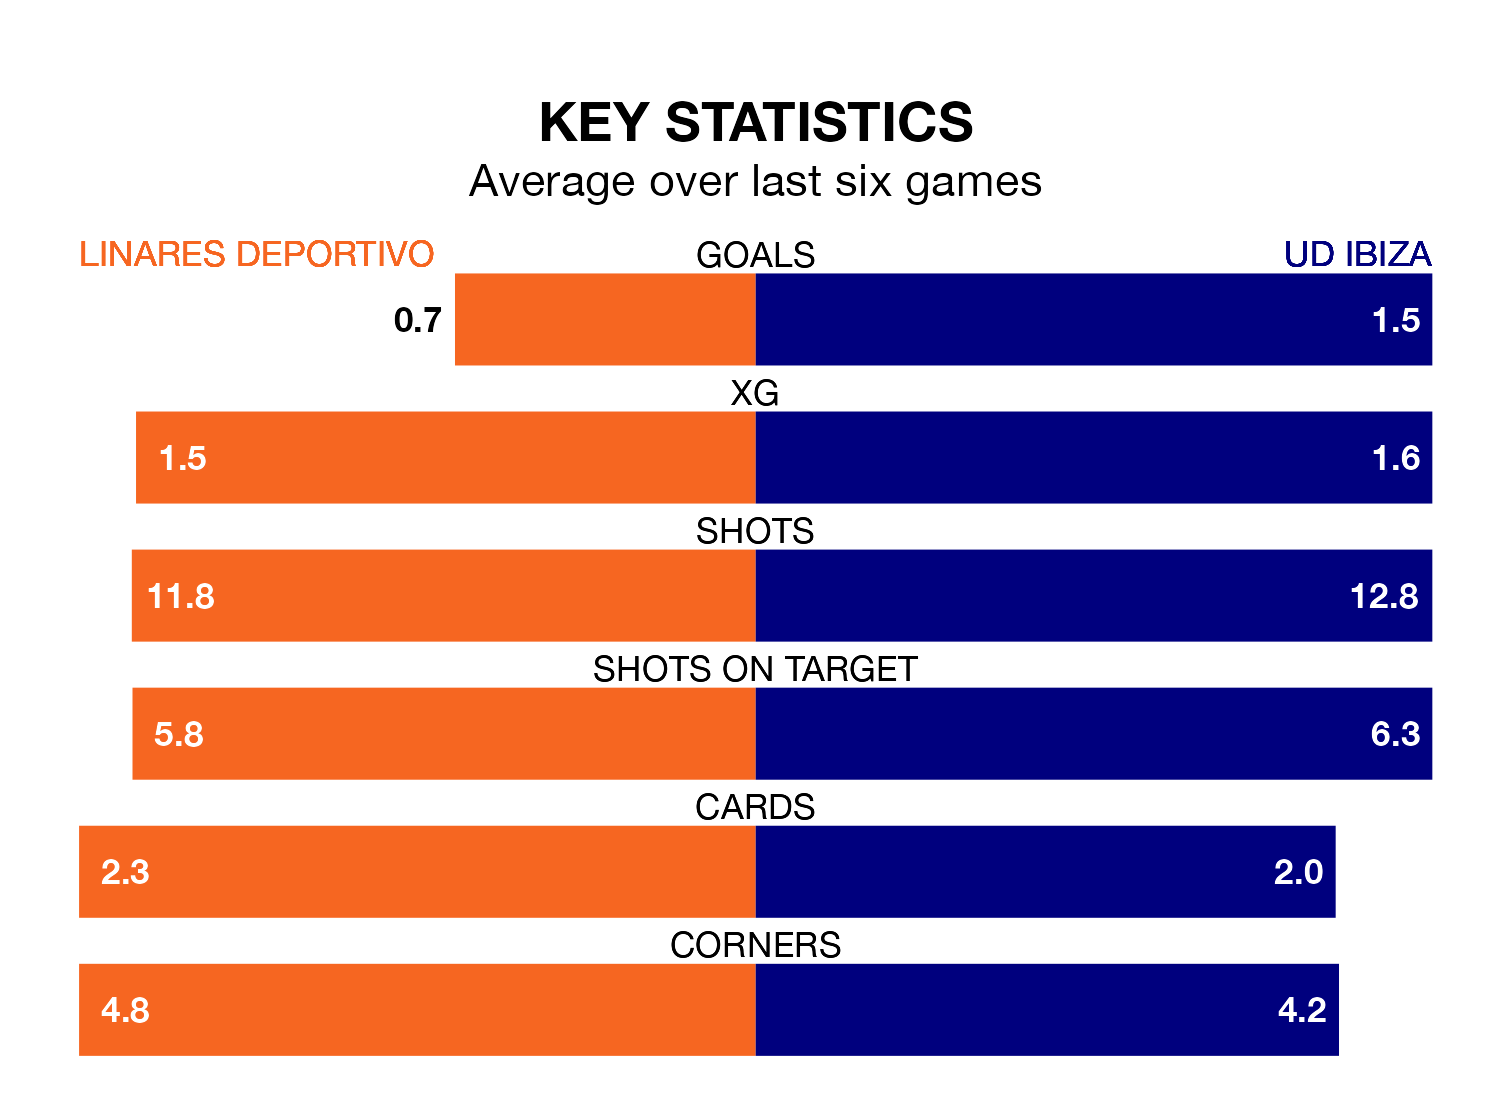 KEY STATISTICS
Average over last six games
LINARES DEPORTIVO GOALS UD IBIZA
0.7 1.5
XG
1.5 1.6
SHOTS
11.8 12.8
SHOTS ON TARGET
5.8 6.3
CARDS
2.3 2.0
CORNERS
4.8 4.2